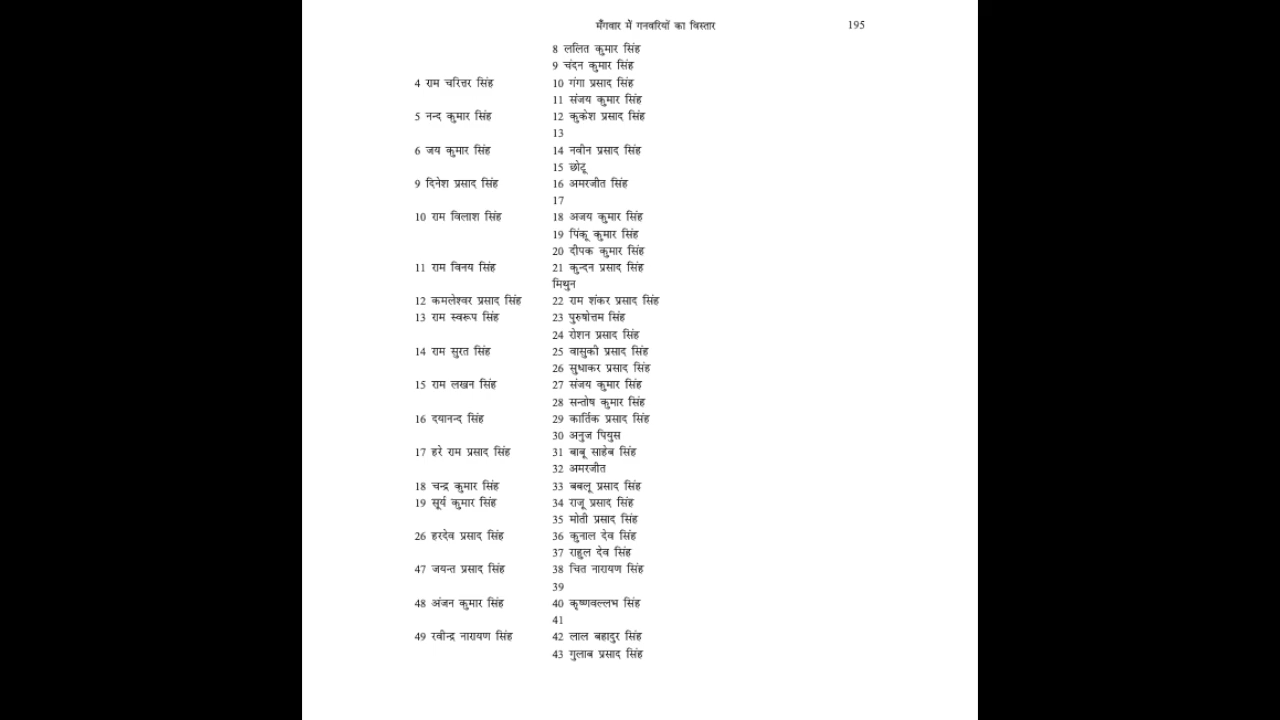 मँगवार में गनवरियों का विस्तार 195
8 ललित कुमार सिंह
9 चंदन कुमार सिंह
4 राम चरित्तर सिंह 10 गंगा प्रसाद सिंह
11 संजय कुमार सिंह
5 नन्द कुमार सिंह 12 कुकेश प्रसाद सिंह
13
6 जय कुमार सिंह 14 नवीन प्रसाद सिंह
15 छोटू
9 दिनेश प्रसाद सिंह 16 अमरजीत सिंह
17
10 राम विलाश सिंह 18 अजय कुमार सिंह
19 पिंकू कुमार सिंह
20 दीपक कुमार सिंह
11 राम विनय सिंह 21 कुन्दन प्रसाद सिंह
मिथुन
12 कमलेश्वर प्रसाद सिंह 22 राम शंकर प्रसाद सिंह
13 राम स्वरूप सिंह 23 पुरुषोत्तम सिंह
24 रोशन प्रसाद सिंह
14 राम सुरत सिंह 25 वासुकी प्रसाद सिंह
26 सुधाकर प्रसाद सिंह
15 राम लखन सिंह 27 संजय कुमार सिंह
28 सन्तोष कुमार सिंह
16 दयानन्द सिंह 29 कार्तिक प्रसाद सिंह
30 अनुज पियुस
17 हरे राम प्रसाद सिंह 31 बाबू साहेब सिंह
32 अमरजीत
18 चन्द्र कुमार सिंह 33 बबलू प्रसाद सिंह
19 सूर्य कुमार सिंह 34 राजू प्रसाद सिंह
35 मोती प्रसाद सिंह
26 हरदेव प्रसाद सिंह 36 कुनाल देव सिंह
37 राहुल देव सिंह
47 जयन्त प्रसाद सिंह 38 चित नारायण सिंह
39
48 अंजन कुमार सिंह 40 कृष्णवल्लभ सिंह
41
49 रवीन्द्र नारायण सिंह 42 लाल बहादुर सिंह
43 गुलाब प्रसाद सिंह